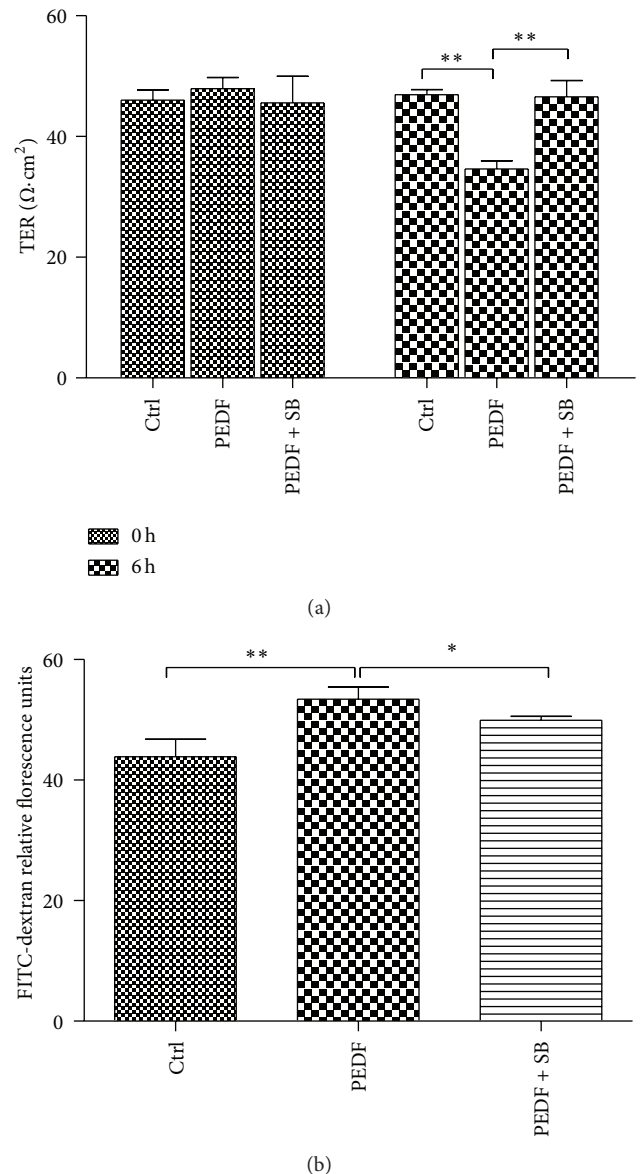 60
40
20
0
TER (Ω·cm²)
** **
Ctrl
PEDF
PEDF + SB
Ctrl
PEDF
PEDF + SB
0 h
6 h
(a)
60
40
20
0
FITC-dextran relative florescence units
** *
Ctrl
PEDF
PEDF + SB
(b)